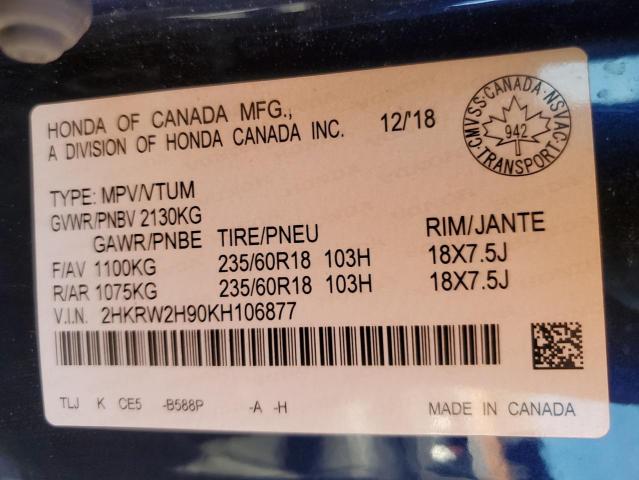 HONDA OF CANADA MFG.,
A DIVISION OF HONDA CANADA INC. 12/'18
CMVSS·CANADA·NSVAC·TRANSPORT·
942
TYPE: MPV/VTUM
GVWR/PNBV 2130KG
GAWR/PNBE TIRE/PNEU RIM/JANTE
F/AV 1100KG 235/60R18 103H 18X7.5J
R/AR 1075KG 235/60R18 103H 18X7.5J
V.I.N. 2HKRW2H90KH106877
TLJ K CE5 -B588P -A -H MADE IN CANADA